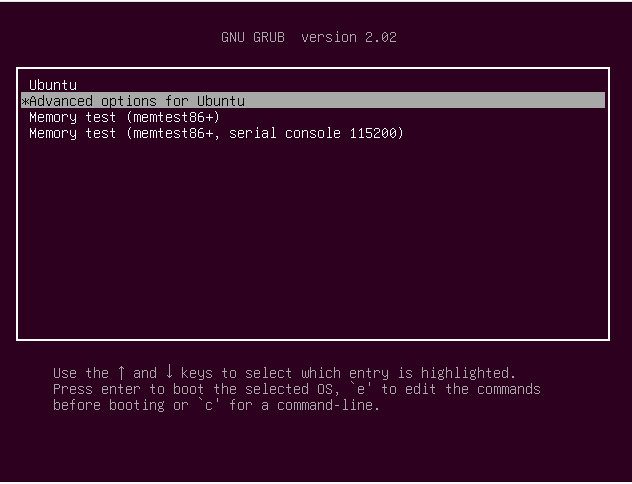 GNU GRUB  version 2.02
Ubuntu
*Advanced options for Ubuntu
Memory test (memtest86+)
Memory test (memtest86+, serial console 115200)
Use the ↑ and ↓ keys to select which entry is highlighted.
Press enter to boot the selected OS, `e' to edit the commands
before booting or `c' for a command-line.